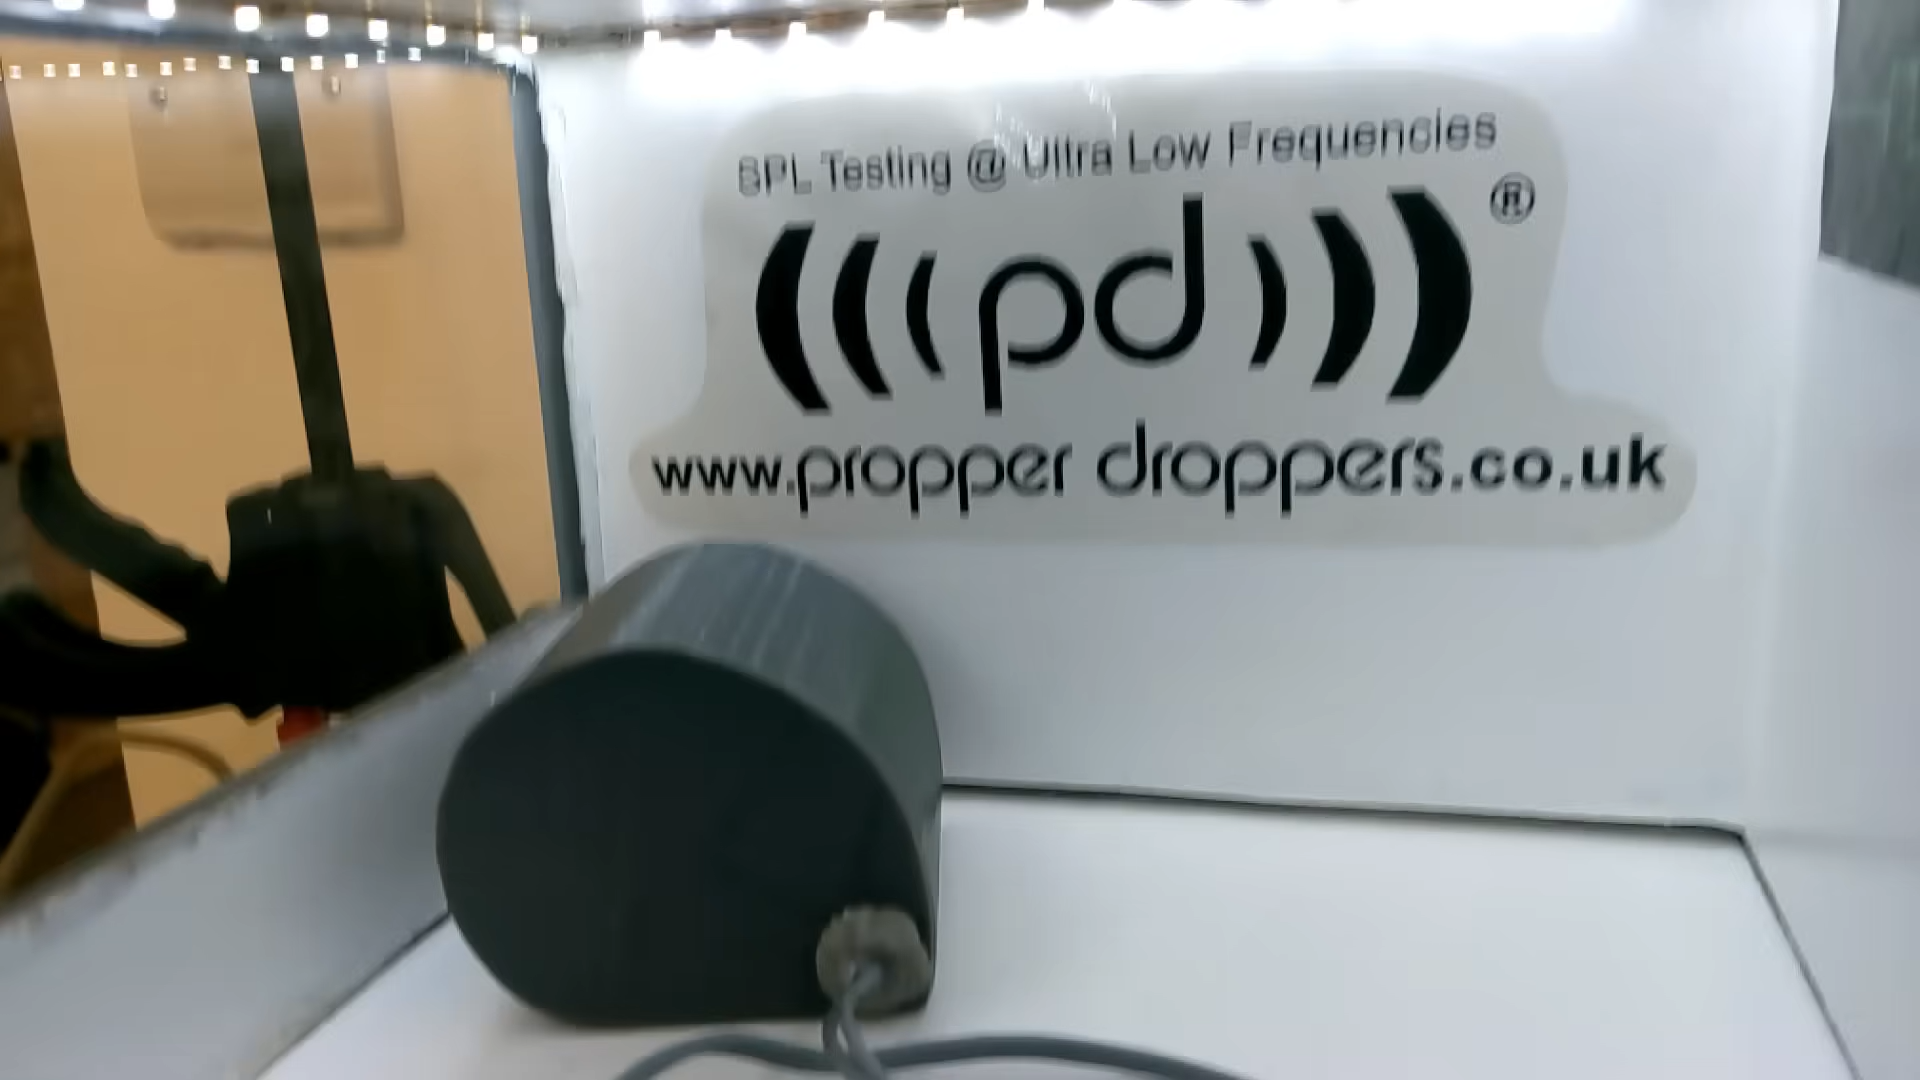 SPL Testing @ Ultra Low Frequencies
(((pd)))®
www.propper droppers.co.uk